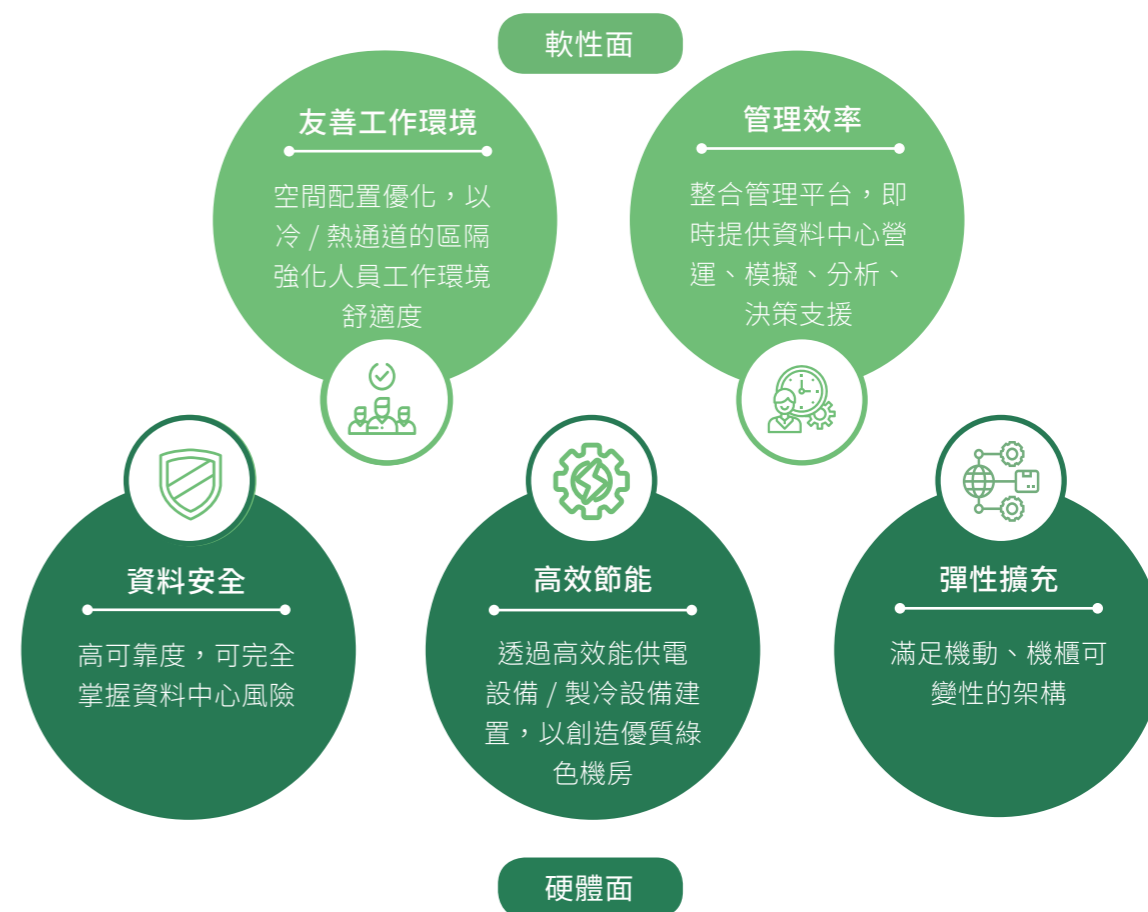 軟性面
友善工作環境
空間配置優化，以
冷 / 熱通道的區隔
強化人員工作環境
舒適度
管理效率
整合管理平台，即
時提供資料中心營
運、模擬、分析、
決策支援
資料安全
高可靠度，可完全
掌握資料中心風險
高效節能
透過高效能供電
設備 / 製冷設備建
置，以創造優質綠
色機房
彈性擴充
滿足機動、機櫃可
變性的架構
硬體面